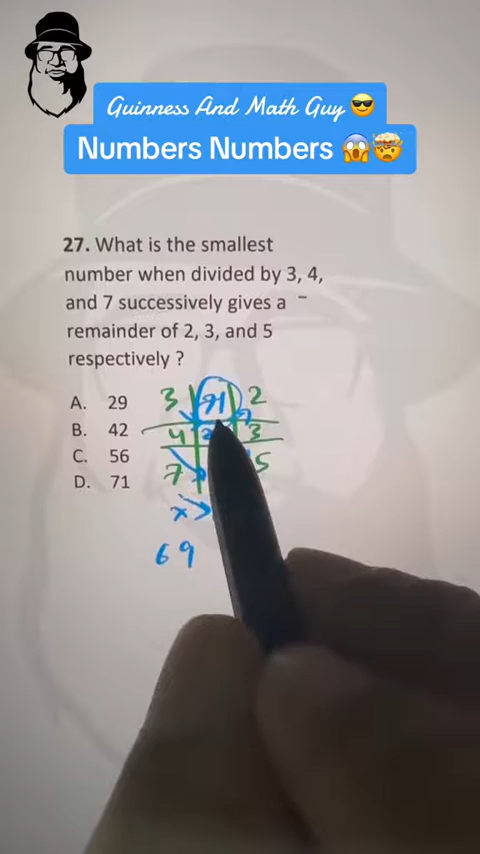 Guinness And Math Guy 😎
Numbers Numbers 😱🤯
27. What is the smallest
number when divided by 3, 4,
and 7 successively gives a
remainder of 2, 3, and 5
respectively ?
A. 29
B. 42
C. 56
D. 71
3 71 2
4 2 3
7 5
x
69